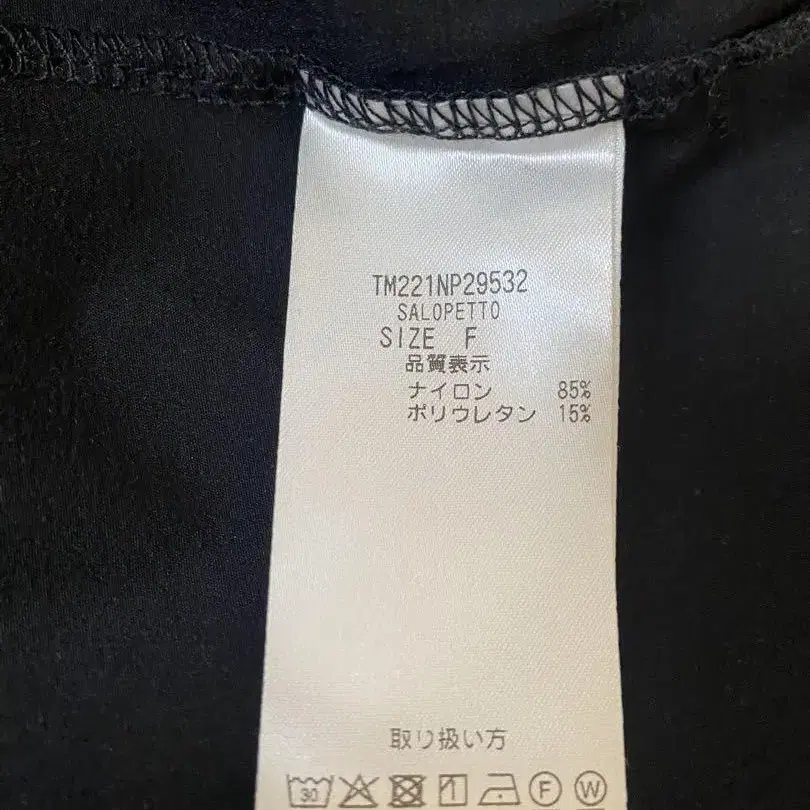 TM221NP29532
SALOPETTO
SIZE F
品質表示
ナイロン 85%
ポリウレタン 15%
取り扱い方
30 F W